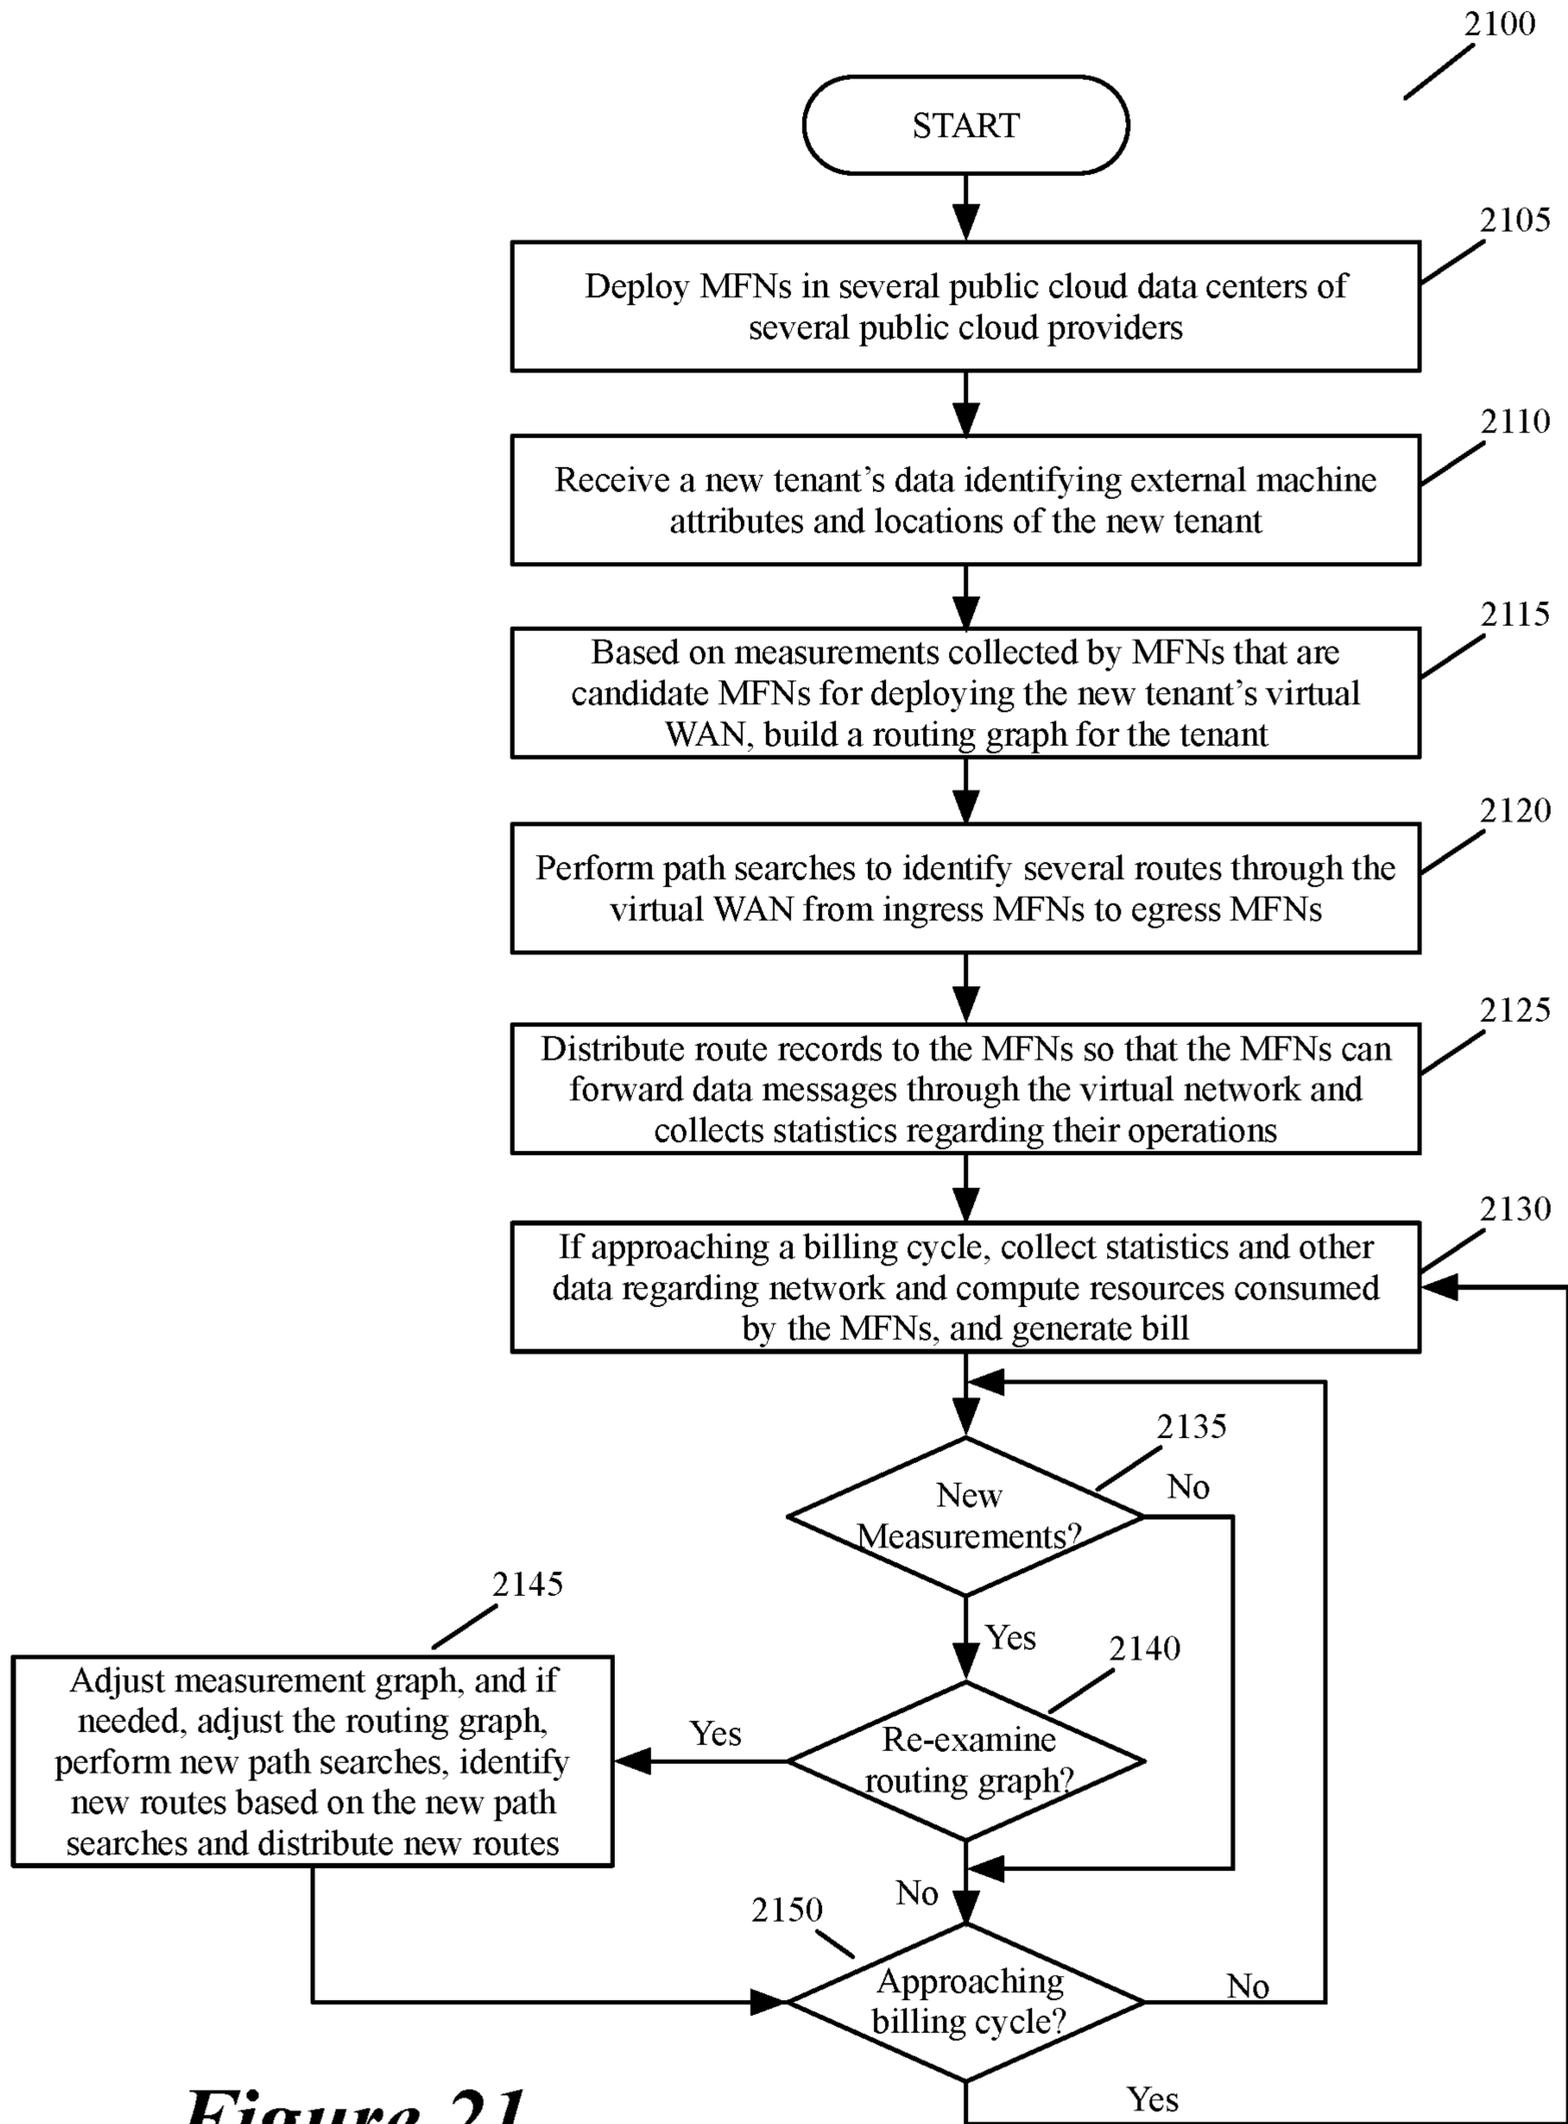 2100
START
2105
Deploy MFNs in several public cloud data centers of
several public cloud providers
2110
Receive a new tenant’s data identifying external machine
attributes and locations of the new tenant
2115
Based on measurements collected by MFNs that are
candidate MFNs for deploying the new tenant’s virtual
WAN, build a routing graph for the tenant
2120
Perform path searches to identify several routes through the
virtual WAN from ingress MFNs to egress MFNs
2125
Distribute route records to the MFNs so that the MFNs can
forward data messages through the virtual network and
collects statistics regarding their operations
2130
If approaching a billing cycle, collect statistics and other
data regarding network and compute resources consumed
by the MFNs, and generate bill
2135
New
Measurements?
No
Yes
2140
Re-examine
routing graph?
Yes
2145
Adjust measurement graph, and if
needed, adjust the routing graph,
perform new path searches, identify
new routes based on the new path
searches and distribute new routes
No
2150
Approaching
billing cycle?
No
Yes
Figure 21